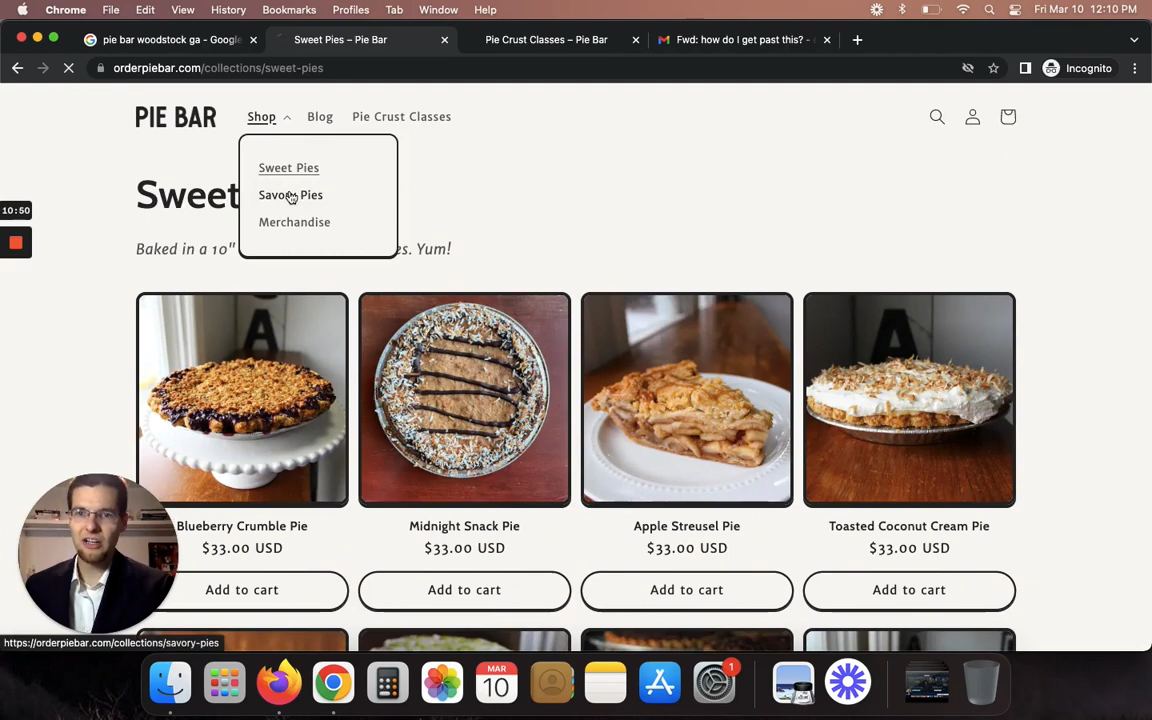 Chrome File Edit View History Bookmarks Profiles Tab Window Help Fri Mar 10 12:10 PM
pie bar woodstock ga - Google Sweet Pies – Pie Bar Pie Crust Classes – Pie Bar Fwd: how do I get past this? -
orderpiebar.com/collections/sweet-pies Incognito
PIE BAR Shop Blog Pie Crust Classes
Sweet Pies
Savory Pies
Merchandise
Sweet
10:50
Baked in a 10" es. Yum!
A A
Blueberry Crumble Pie Midnight Snack Pie Apple Streusel Pie Toasted Coconut Cream Pie
$33.00 USD $33.00 USD $33.00 USD $33.00 USD
Add to cart Add to cart Add to cart Add to cart
https://orderpiebar.com/collections/savory-pies
MAR
10
1